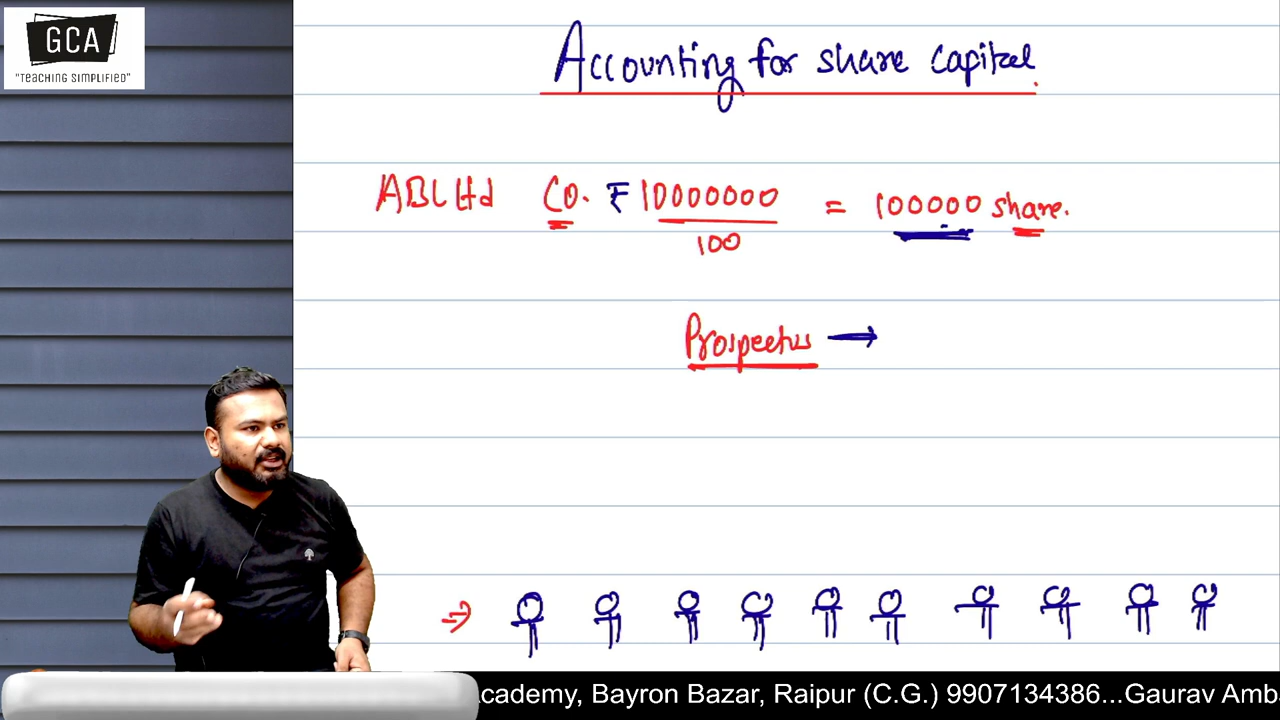 GCA
"TEACHING SIMPLIFIED"
Accounting for share capital
ABC Ltd Co. ₹ 10000000 = 100000 share.
100
Prospectus →
cademy, Bayron Bazar, Raipur (C.G.) 9907134386...Gaurav Amb